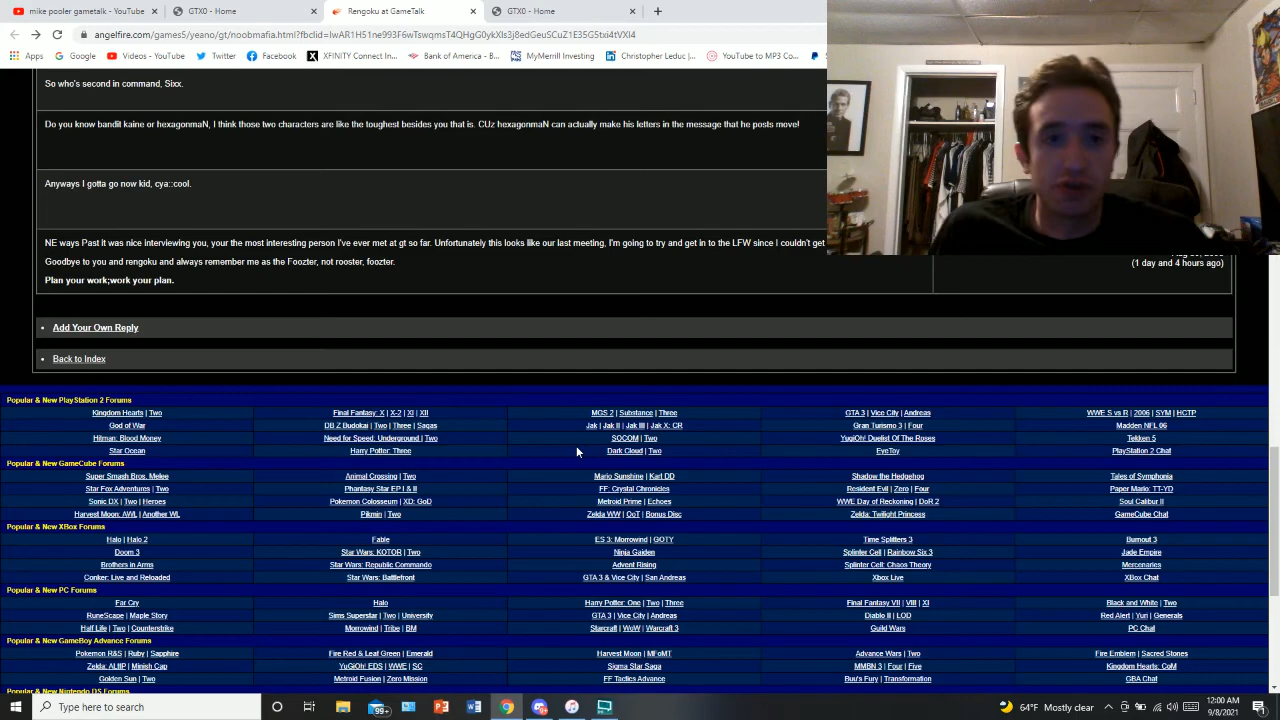 mike pooler gametalk - YouTube
GTX0 - Home
Rengoku at GameTalk
GTX0 - Home
angelfire.com/games5/yeano/gt/noobmafia.html?fbclid=
Apps Google Videos - YouTube Twitter Facebook XFINITY Connect In... Bank of America - B... MyMerrill Investing Christopher Leduc |... YouTube to MP3 Co...
So who's second in command, Sixx.
Do you know bandit kaine or hexagonmaN, I think those two characters are like the toughest besides you that is. CUz hexagonmaN can actually make his letters in the message that he posts move!
Anyways I gotta go now kid, cya::cool.
NE ways Past it was nice interviewing you, your the most interesting person I've ever met at gt so far. Unfortunately this looks like our last meeting, I'm going to try and get in to the LFW since I couldn't get
Goodbye to you and rengoku and always remember me as the Foozter, not rooster, foozter.
(1 day and 4 hours ago)
Plan your work;work your plan.
• Add Your Own Reply
• Back to Index
Popular & New PlayStation 2 Forums
Kingdom Hearts | Two Final Fantasy: X | X-2 | XI | XII MGS 2 | Substance | Three GTA 3 | Vice City | Andreas WWE S vs R | 2006 | SYM | HCTP
God of War DB Z Budokai | Two | Three | Sagas Jak | Jak II | Jak III | Jak X: CR Gran Turismo 3 | Four Madden NFL 06
Hitman: Blood Money Need for Speed: Underground | Two SOCOM | Two YugiOh! Duelist Of The Roses Tekken 5
Star Ocean Harry Potter: Three Dark Cloud | Two EyeToy PlayStation 2 Chat
Popular & New GameCube Forums
Super Smash Bros. Melee Animal Crossing | Two Mario Sunshine | Kart DD Shadow the Hedgehog Tales of Symphonia
Star Fox Adventures | Two Phantasy Star EP I & II FF: Crystal Chronicles Resident Evil | Zero | Four Paper Mario: TT-YD
Sonic DX | Two | Heroes Pokemon Colosseum | XD: GoD Metroid Prime | Echoes WWE Day of Reckoning | DoR 2 Soul Calibur II
Harvest Moon: AWL | Another WL Pikmin | Two Zelda WW | OoT | Bonus Disc Zelda: Twilight Princess GameCube Chat
Popular & New XBox Forums
Halo | Halo 2 Fable ES 3: Morrowind | GOTY Time Splitters 3 Burnout 3
Doom 3 Star Wars: KOTOR | Two Ninja Gaiden Splinter Cell | Rainbow Six 3 Jade Empire
Brothers in Arms Star Wars: Republic Commando Advent Rising Splinter Cell: Chaos Theory Mercenaries
Conker: Live and Reloaded Star Wars: Battlefront GTA 3 & Vice City | San Andreas Xbox Live XBox Chat
Popular & New PC Forums
Far Cry Halo Harry Potter: One | Two | Three Final Fantasy VII | VIII | XI Black and White | Two
RuneScape | Maple Story Sims Superstar | Two | University GTA 3 | Vice City | Andreas Diablo II | LOD Red Alert | Yuri | Generals
Half Life | Two | Counterstrike Morrowind | Tribe | BM Starcraft | WoW | Warcraft 3 Guild Wars PC Chat
Popular & New GameBoy Advance Forums
Pokemon R&S | Ruby | Sapphire Fire Red & Leaf Green | Emerald Harvest Moon | MFoMT Advance Wars | Two Fire Emblem | Sacred Stones
Zelda: ALttP | Minish Cap YuGiOh! EDS | WWE | SC Sigma Star Saga MMBN 3 | Four | Five Kingdom Hearts: CoM
Golden Sun | Two Metroid Fusion | Zero Mission FF Tactics Advance Buu's Fury | Transformation GBA Chat
Popular & New Nintendo DS Forums
Type here to search
99+
64°F Mostly clear
12:00 AM
9/8/2021